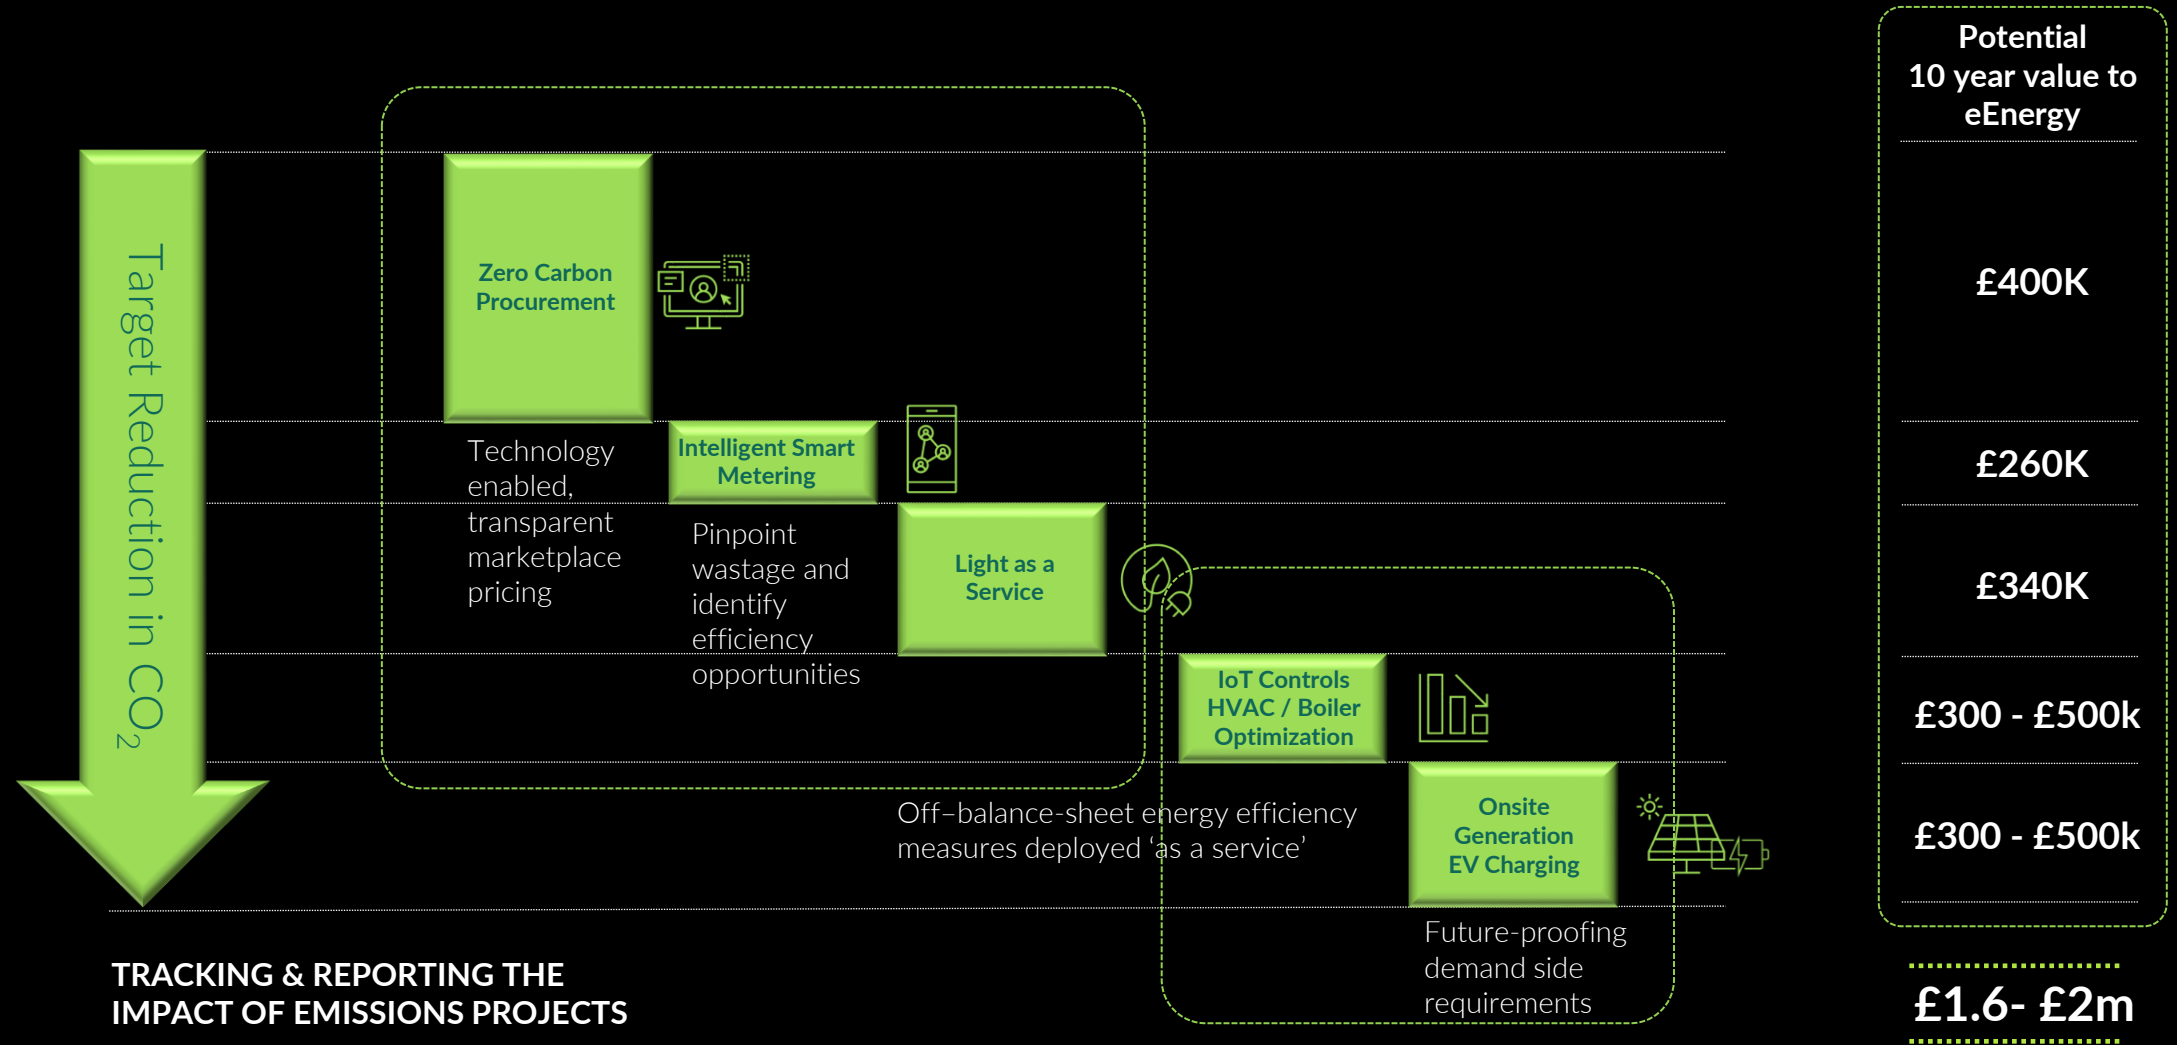 Potential
10 year value to
eEnergy
Target Reduction in CO2
Zero Carbon
Procurement
£400K
Technology
enabled,
transparent
marketplace
pricing
Intelligent Smart
Metering
£260K
Pinpoint
wastage and
identify
efficiency
opportunities
Light as a
Service
£340K
IoT Controls
HVAC / Boiler
Optimization
£300 - £500k
Off–balance-sheet energy efficiency
measures deployed ‘as a service’
Onsite
Generation
EV Charging
£300 - £500k
Future-proofing
demand side
requirements
TRACKING & REPORTING THE
IMPACT OF EMISSIONS PROJECTS
£1.6- £2m